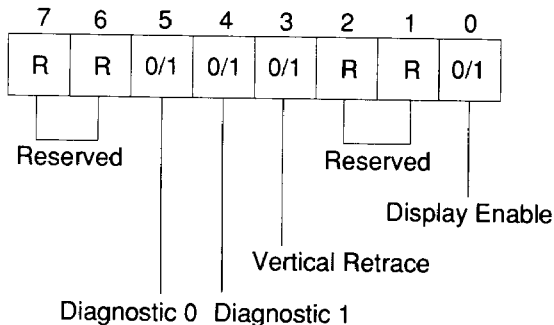 7 6 5 4 3 2 1 0
R R 0/1 0/1 0/1 R R 0/1
Reserved Reserved
Display Enable
Vertical Retrace
Diagnostic 0 Diagnostic 1